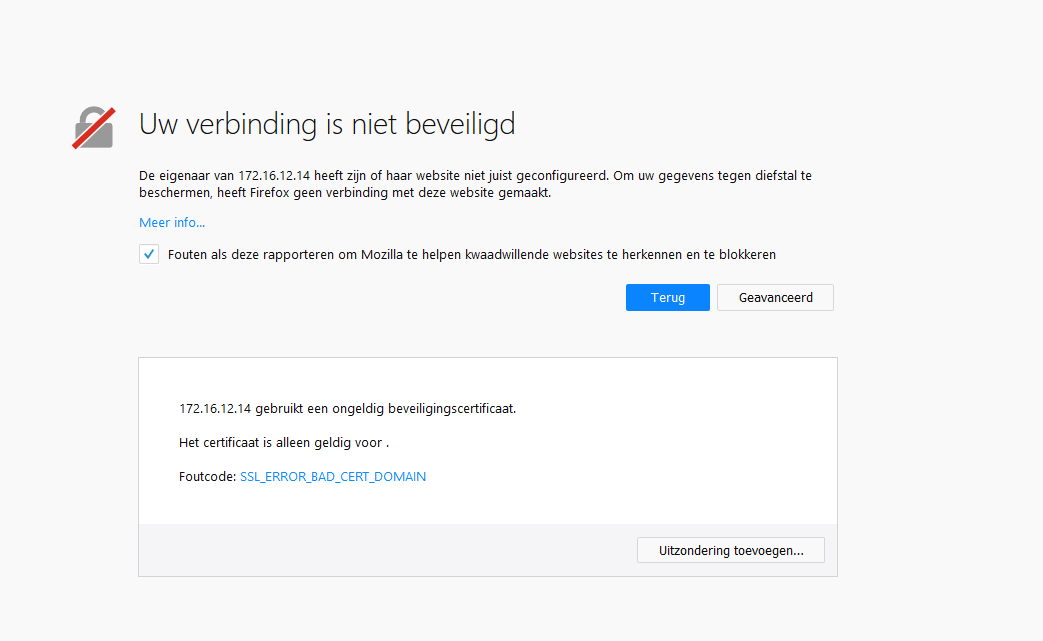 Uw verbinding is niet beveiligd
De eigenaar van 172.16.12.14 heeft zijn of haar website niet juist geconfigureerd. Om uw gegevens tegen diefstal te
beschermen, heeft Firefox geen verbinding met deze website gemaakt.
Meer info...
Fouten als deze rapporteren om Mozilla te helpen kwaadwillende websites te herkennen en te blokkeren
Terug
Geavanceerd
172.16.12.14 gebruikt een ongeldig beveiligingscertificaat.
Het certificaat is alleen geldig voor .
Foutcode: SSL_ERROR_BAD_CERT_DOMAIN
Uitzondering toevoegen...